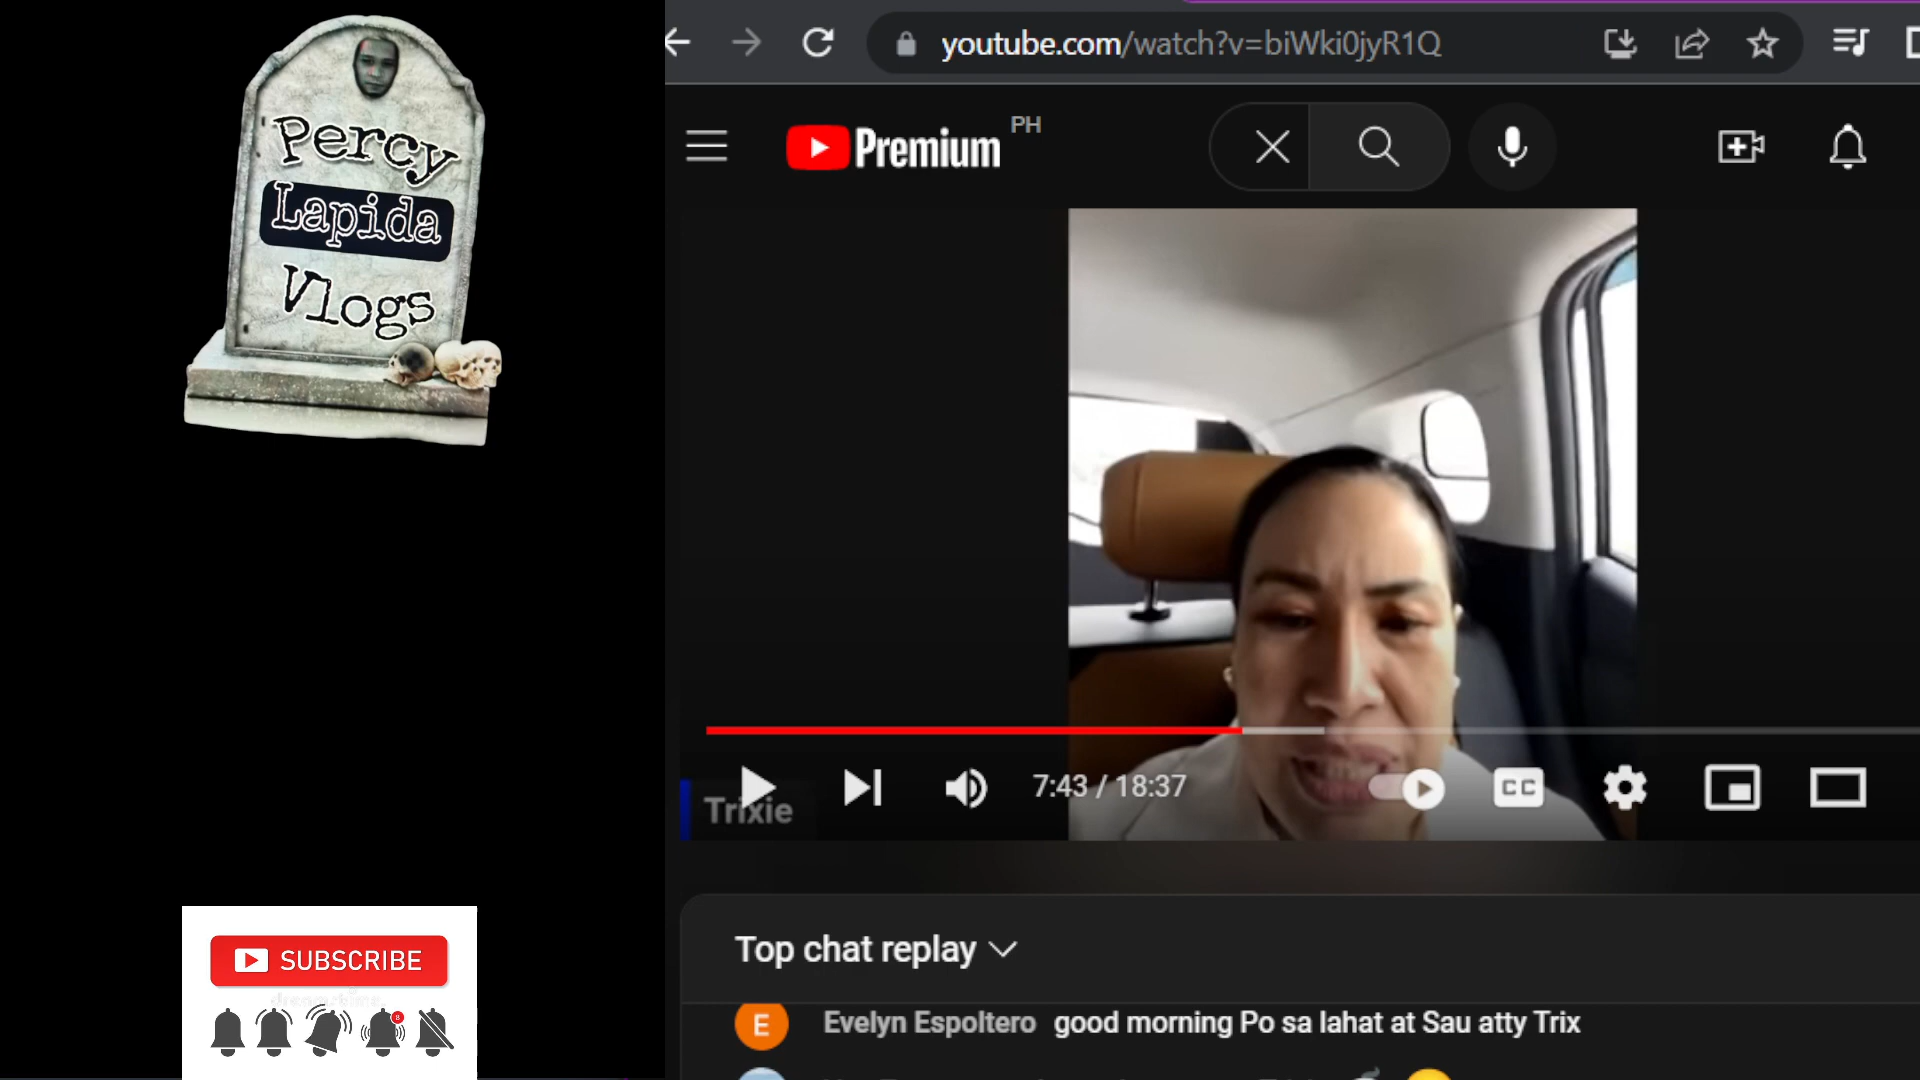 Percy
Lapida
Vlogs
SUBSCRIBE
8
youtube.com/watch?v=biWki0jyR1Q
Premium
PH
7:43 / 18:37
CC
Trixie
Top chat replay
E
Evelyn Espoltero good morning Po sa lahat at Sau atty Trix